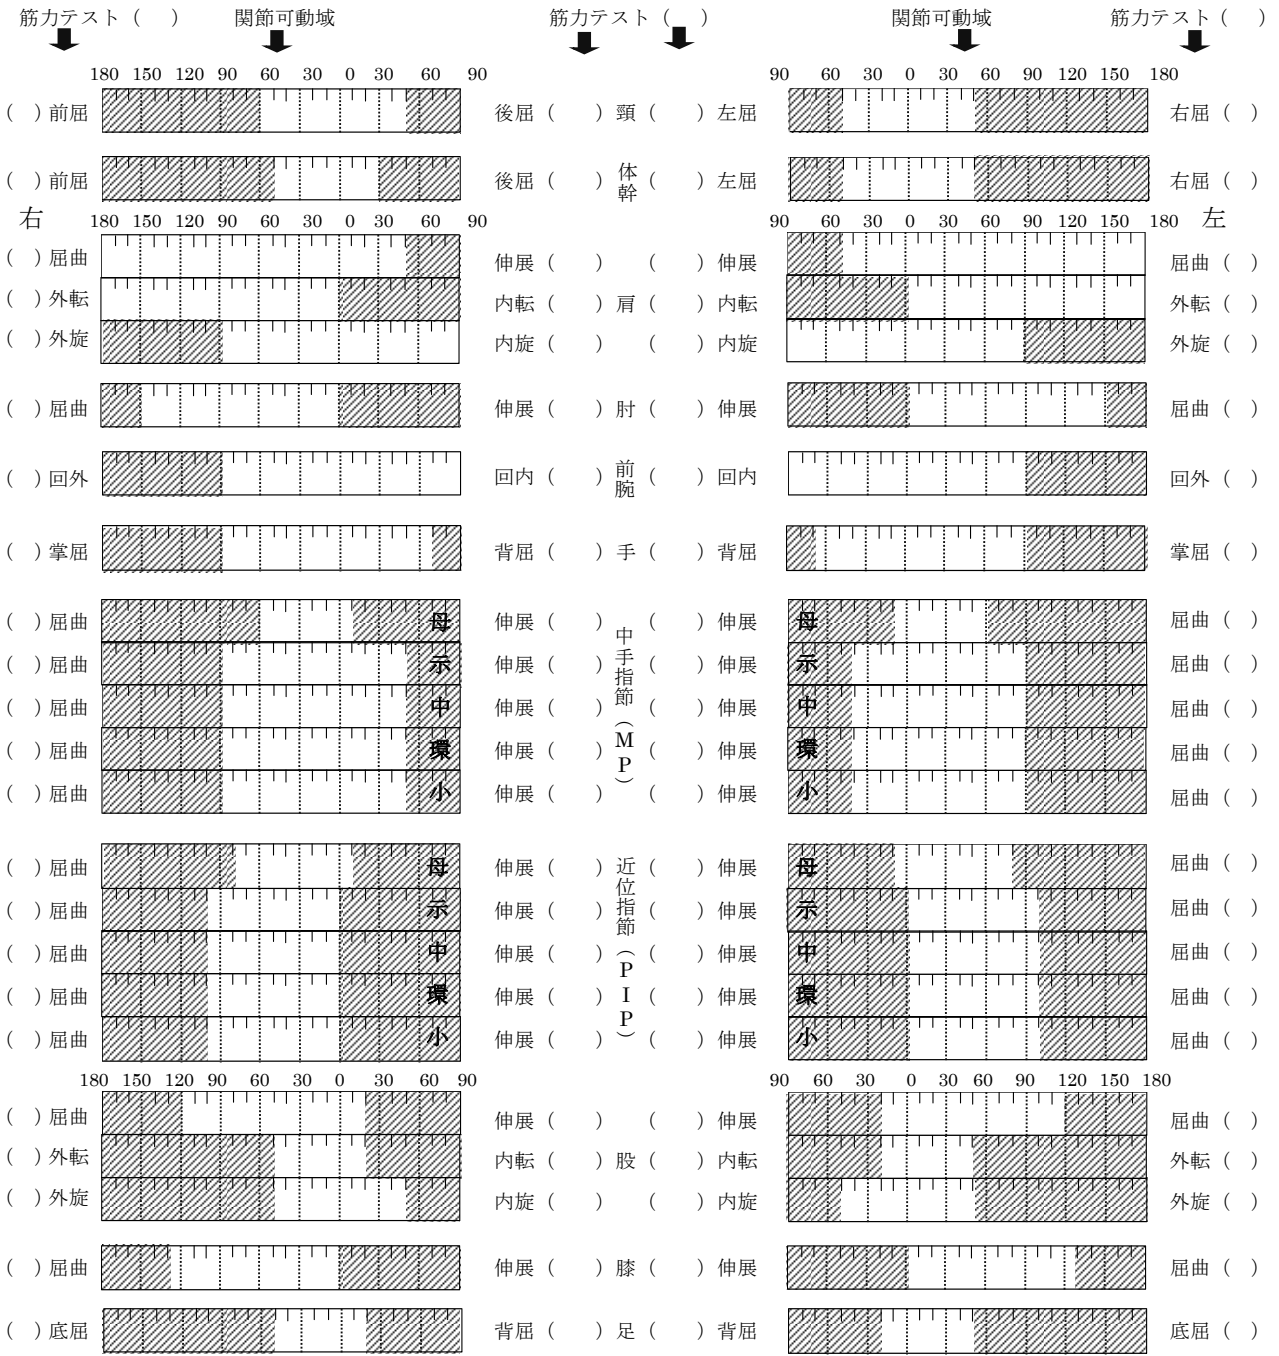 筋力テスト（　） 関節可動域 筋力テスト（　） 関節可動域 筋力テスト（　）
180 150 120 90 60 30 0 30 60 90 90 60 30 0 30 60 90 120 150 180
（　）前屈 後屈（　）頸（　）左屈 右屈（　）
（　）前屈 後屈（　）体幹（　）左屈 右屈（　）
右 180 150 120 90 60 30 0 30 60 90 90 60 30 0 30 60 90 120 150 180 左
（　）屈曲 伸展（　）（　）伸展 屈曲（　）
（　）外転 内転（　）肩（　）内転 外転（　）
（　）外旋 内旋（　）（　）内旋 外旋（　）
（　）屈曲 伸展（　）肘（　）伸展 屈曲（　）
（　）回外 回内（　）前腕（　）回内 回外（　）
（　）掌屈 背屈（　）手（　）背屈 掌屈（　）
中手指節（MP）
（　）屈曲 母 伸展（　）（　）伸展 母 屈曲（　）
（　）屈曲 示 伸展（　）（　）伸展 示 屈曲（　）
（　）屈曲 中 伸展（　）（　）伸展 中 屈曲（　）
（　）屈曲 環 伸展（　）（　）伸展 環 屈曲（　）
（　）屈曲 小 伸展（　）（　）伸展 小 屈曲（　）
近位指節（PIP）
（　）屈曲 母 伸展（　）（　）伸展 母 屈曲（　）
（　）屈曲 示 伸展（　）（　）伸展 示 屈曲（　）
（　）屈曲 中 伸展（　）（　）伸展 中 屈曲（　）
（　）屈曲 環 伸展（　）（　）伸展 環 屈曲（　）
（　）屈曲 小 伸展（　）（　）伸展 小 屈曲（　）
180 150 120 90 60 30 0 30 60 90 90 60 30 0 30 60 90 120 150 180
（　）屈曲 伸展（　）（　）伸展 屈曲（　）
（　）外転 内転（　）股（　）内転 外転（　）
（　）外旋 内旋（　）（　）内旋 外旋（　）
（　）屈曲 伸展（　）膝（　）伸展 屈曲（　）
（　）底屈 背屈（　）足（　）背屈 底屈（　）